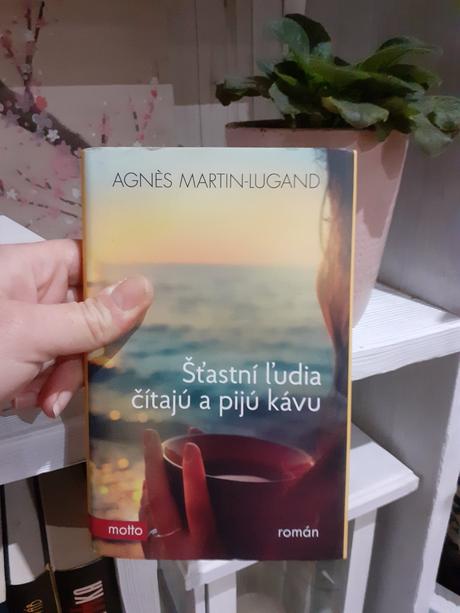 AGNÈS MARTIN-LUGAND
Šťastní ľudia
čítajú a pijú kávu
motto
román